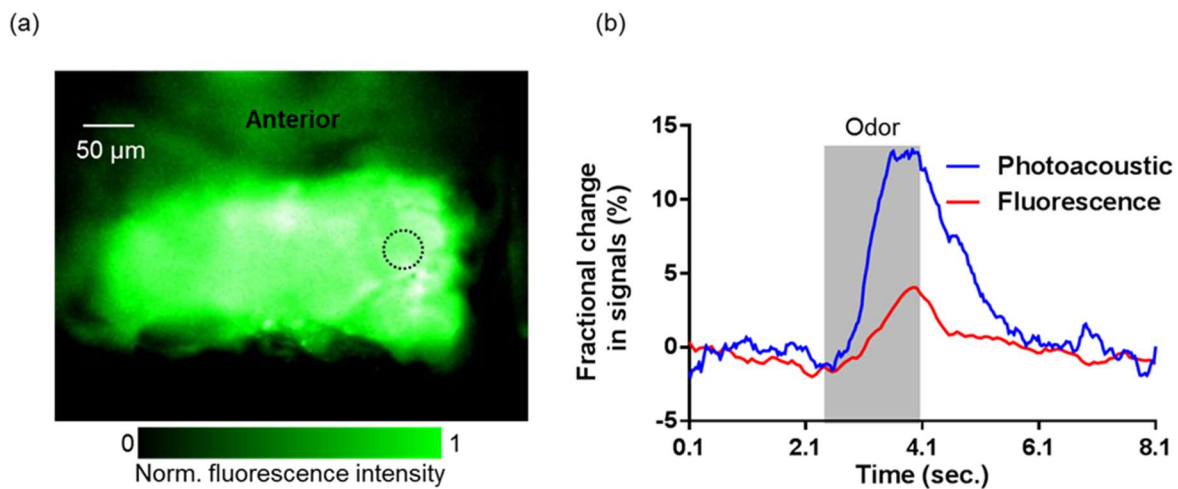 (a)
Anterior
50 µm
0
1
Norm. fluorescence intensity
(b)
Odor
Photoacoustic
Fluorescence
Fractional change
in signals (%)
15
10
5
0
-5
0.1
2.1
4.1
6.1
8.1
Time (sec.)